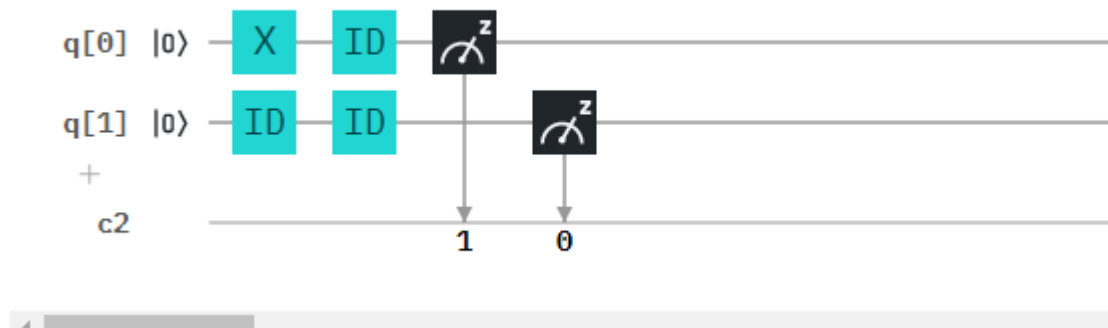 q[0] |0⟩ X ID z
q[1] |0⟩ ID ID z
+
c2
1 0